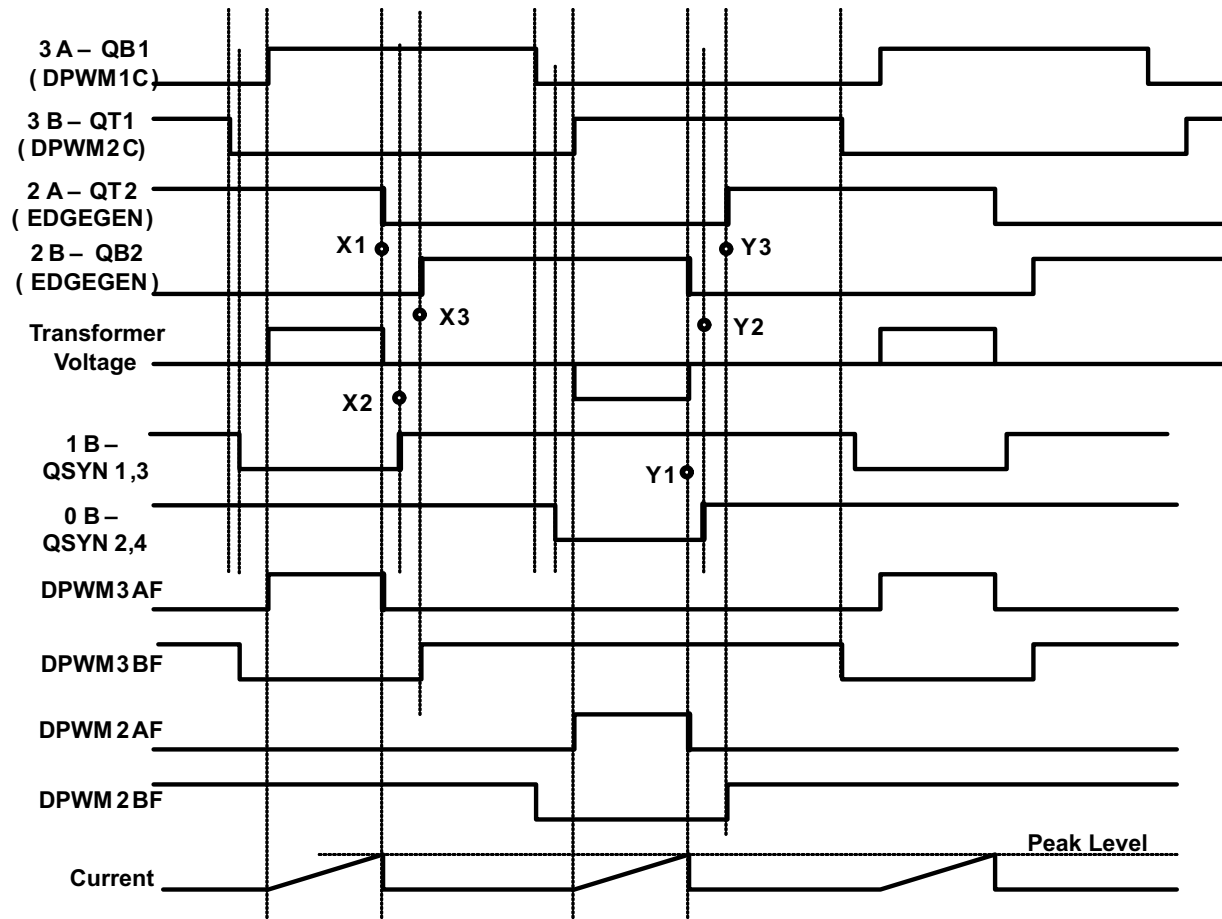 3 A – QB1
( DPWM1C)
3 B – QT1
( DPWM2C)
2 A – QT2
( EDGEGEN)
X1
Y3
2 B – QB2
( EDGEGEN)
X3
Y2
Transformer
Voltage
X2
1 B –
QSYN 1,3
Y1
0 B –
QSYN 2,4
DPWM3AF
DPWM3BF
DPWM2AF
DPWM2BF
Peak Level
Current